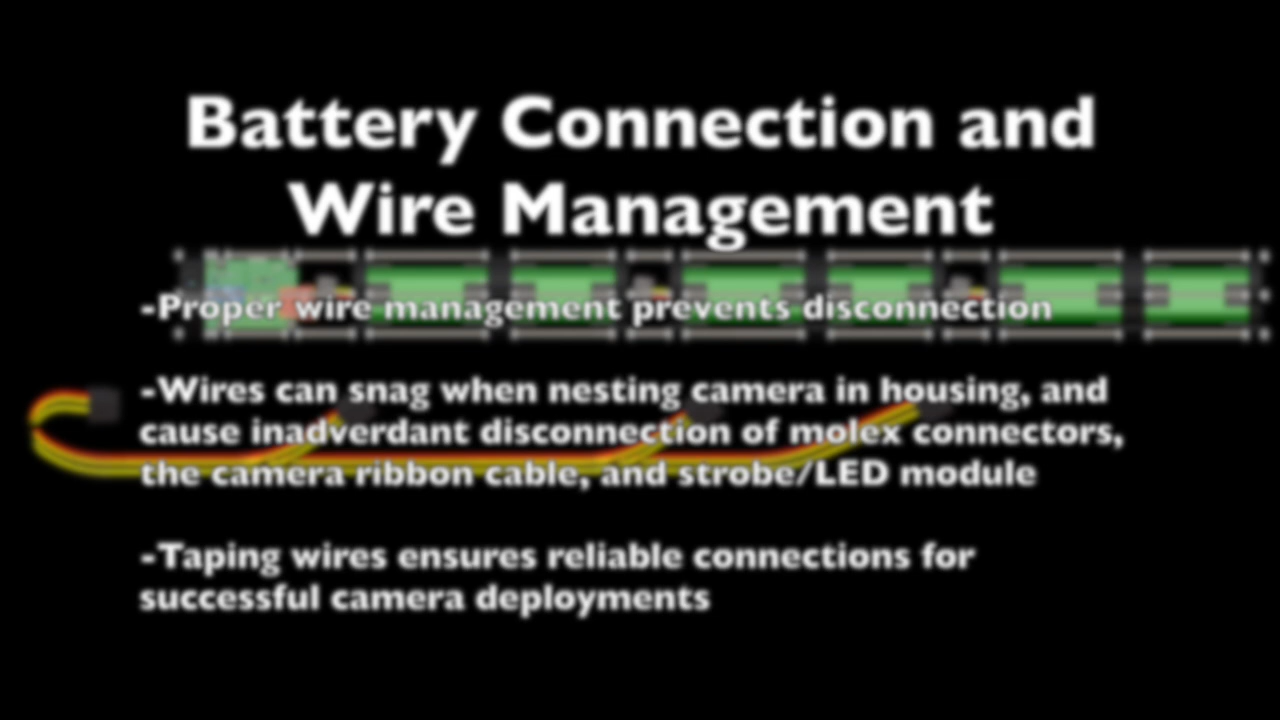 Battery Connection and
Wire Management
-Proper wire management prevents disconnection
-Wires can snag when nesting camera in housing, and
cause inadverdant disconnection of molex connectors,
the camera ribbon cable, and strobe/LED module
-Taping wires ensures reliable connections for
successful camera deployments